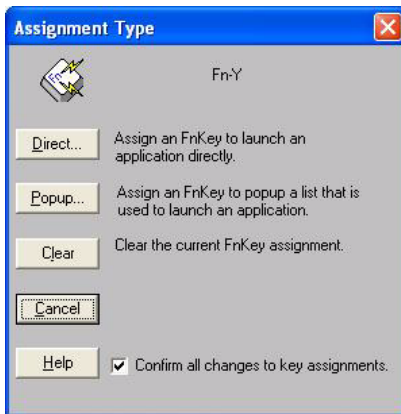 Assignment Type
Fn
Fn-Y
Direct...
Assign an FnKey to launch an
application directly.
Popup...
Assign an FnKey to popup a list that is
used to launch an application.
Clear
Clear the current FnKey assignment.
Cancel
Help
Confirm all changes to key assignments.